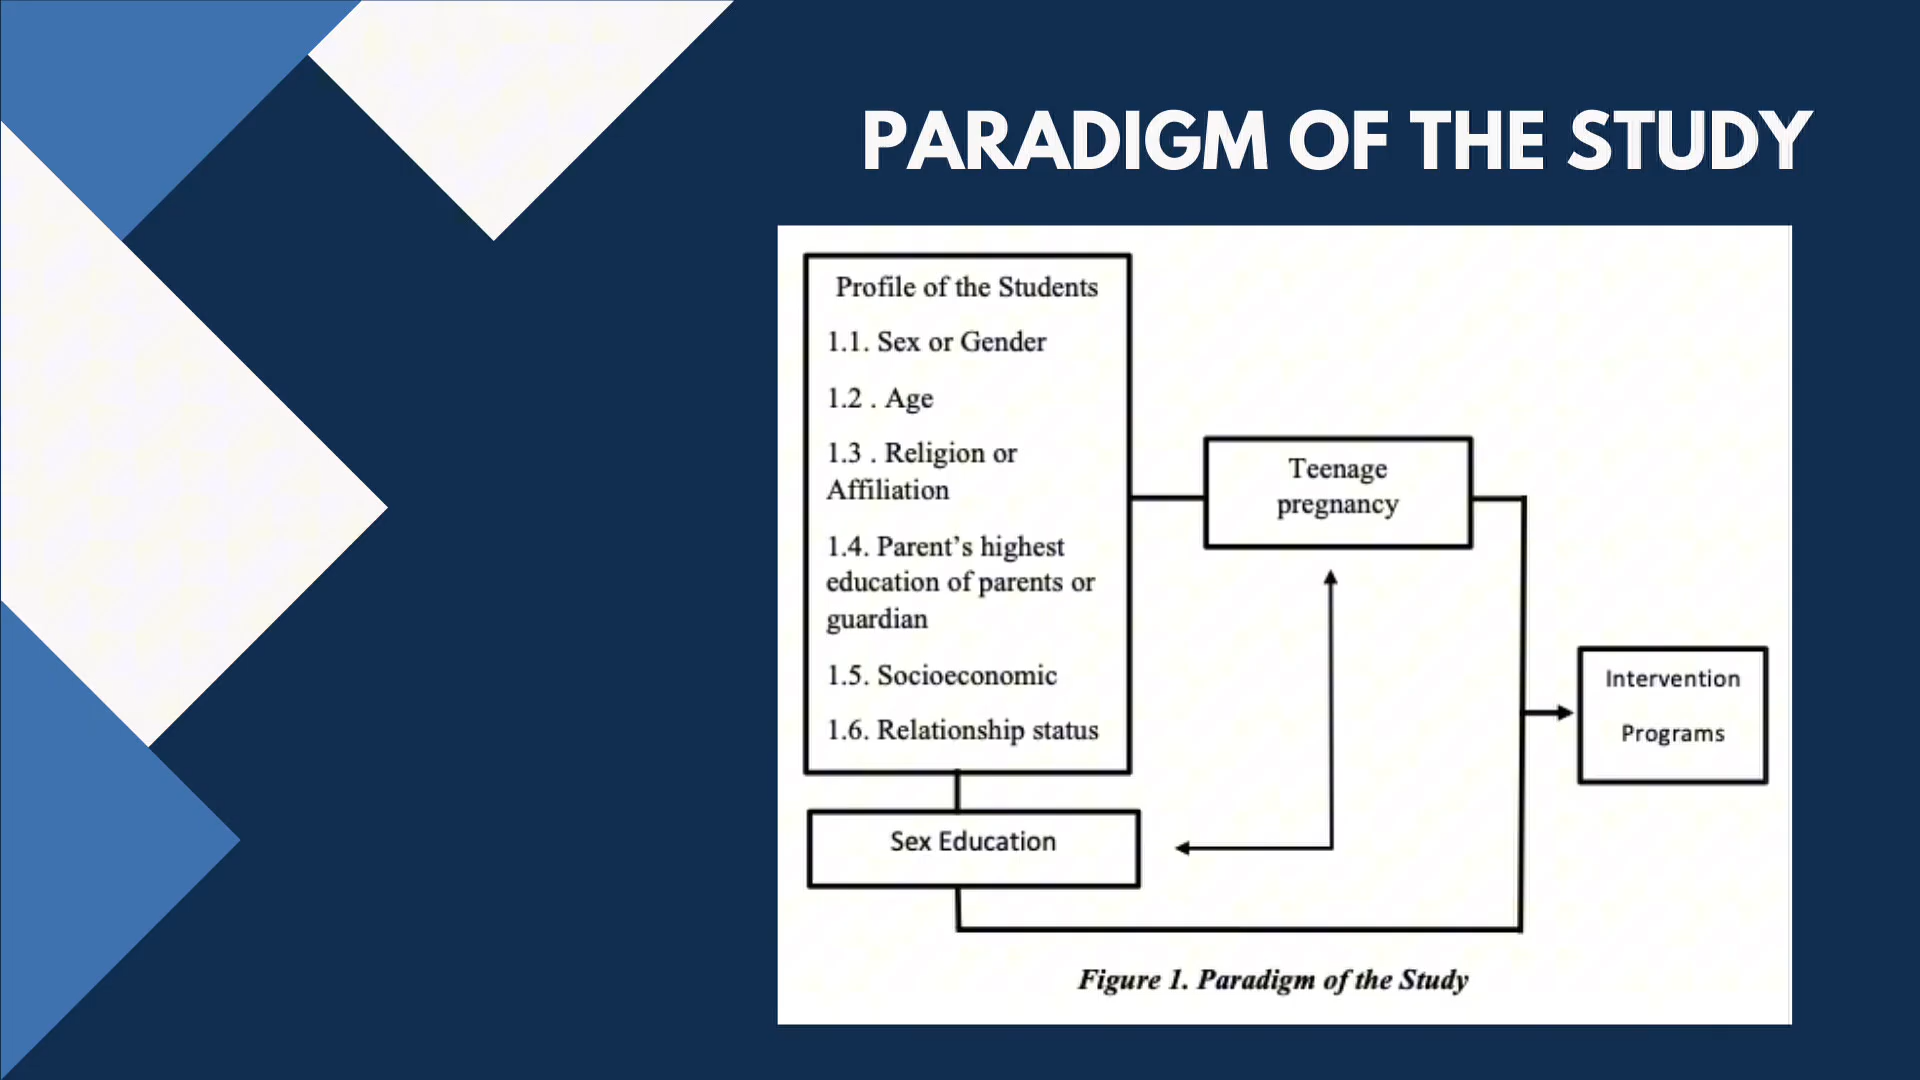 PARADIGM OF THE STUDY
Profile of the Students
1.1. Sex or Gender
1.2 . Age
1.3 . Religion or
Affiliation
1.4. Parent’s highest
education of parents or
guardian
1.5. Socioeconomic
1.6. Relationship status
Teenage
pregnancy
Sex Education
Intervention
Programs
Figure 1. Paradigm of the Study